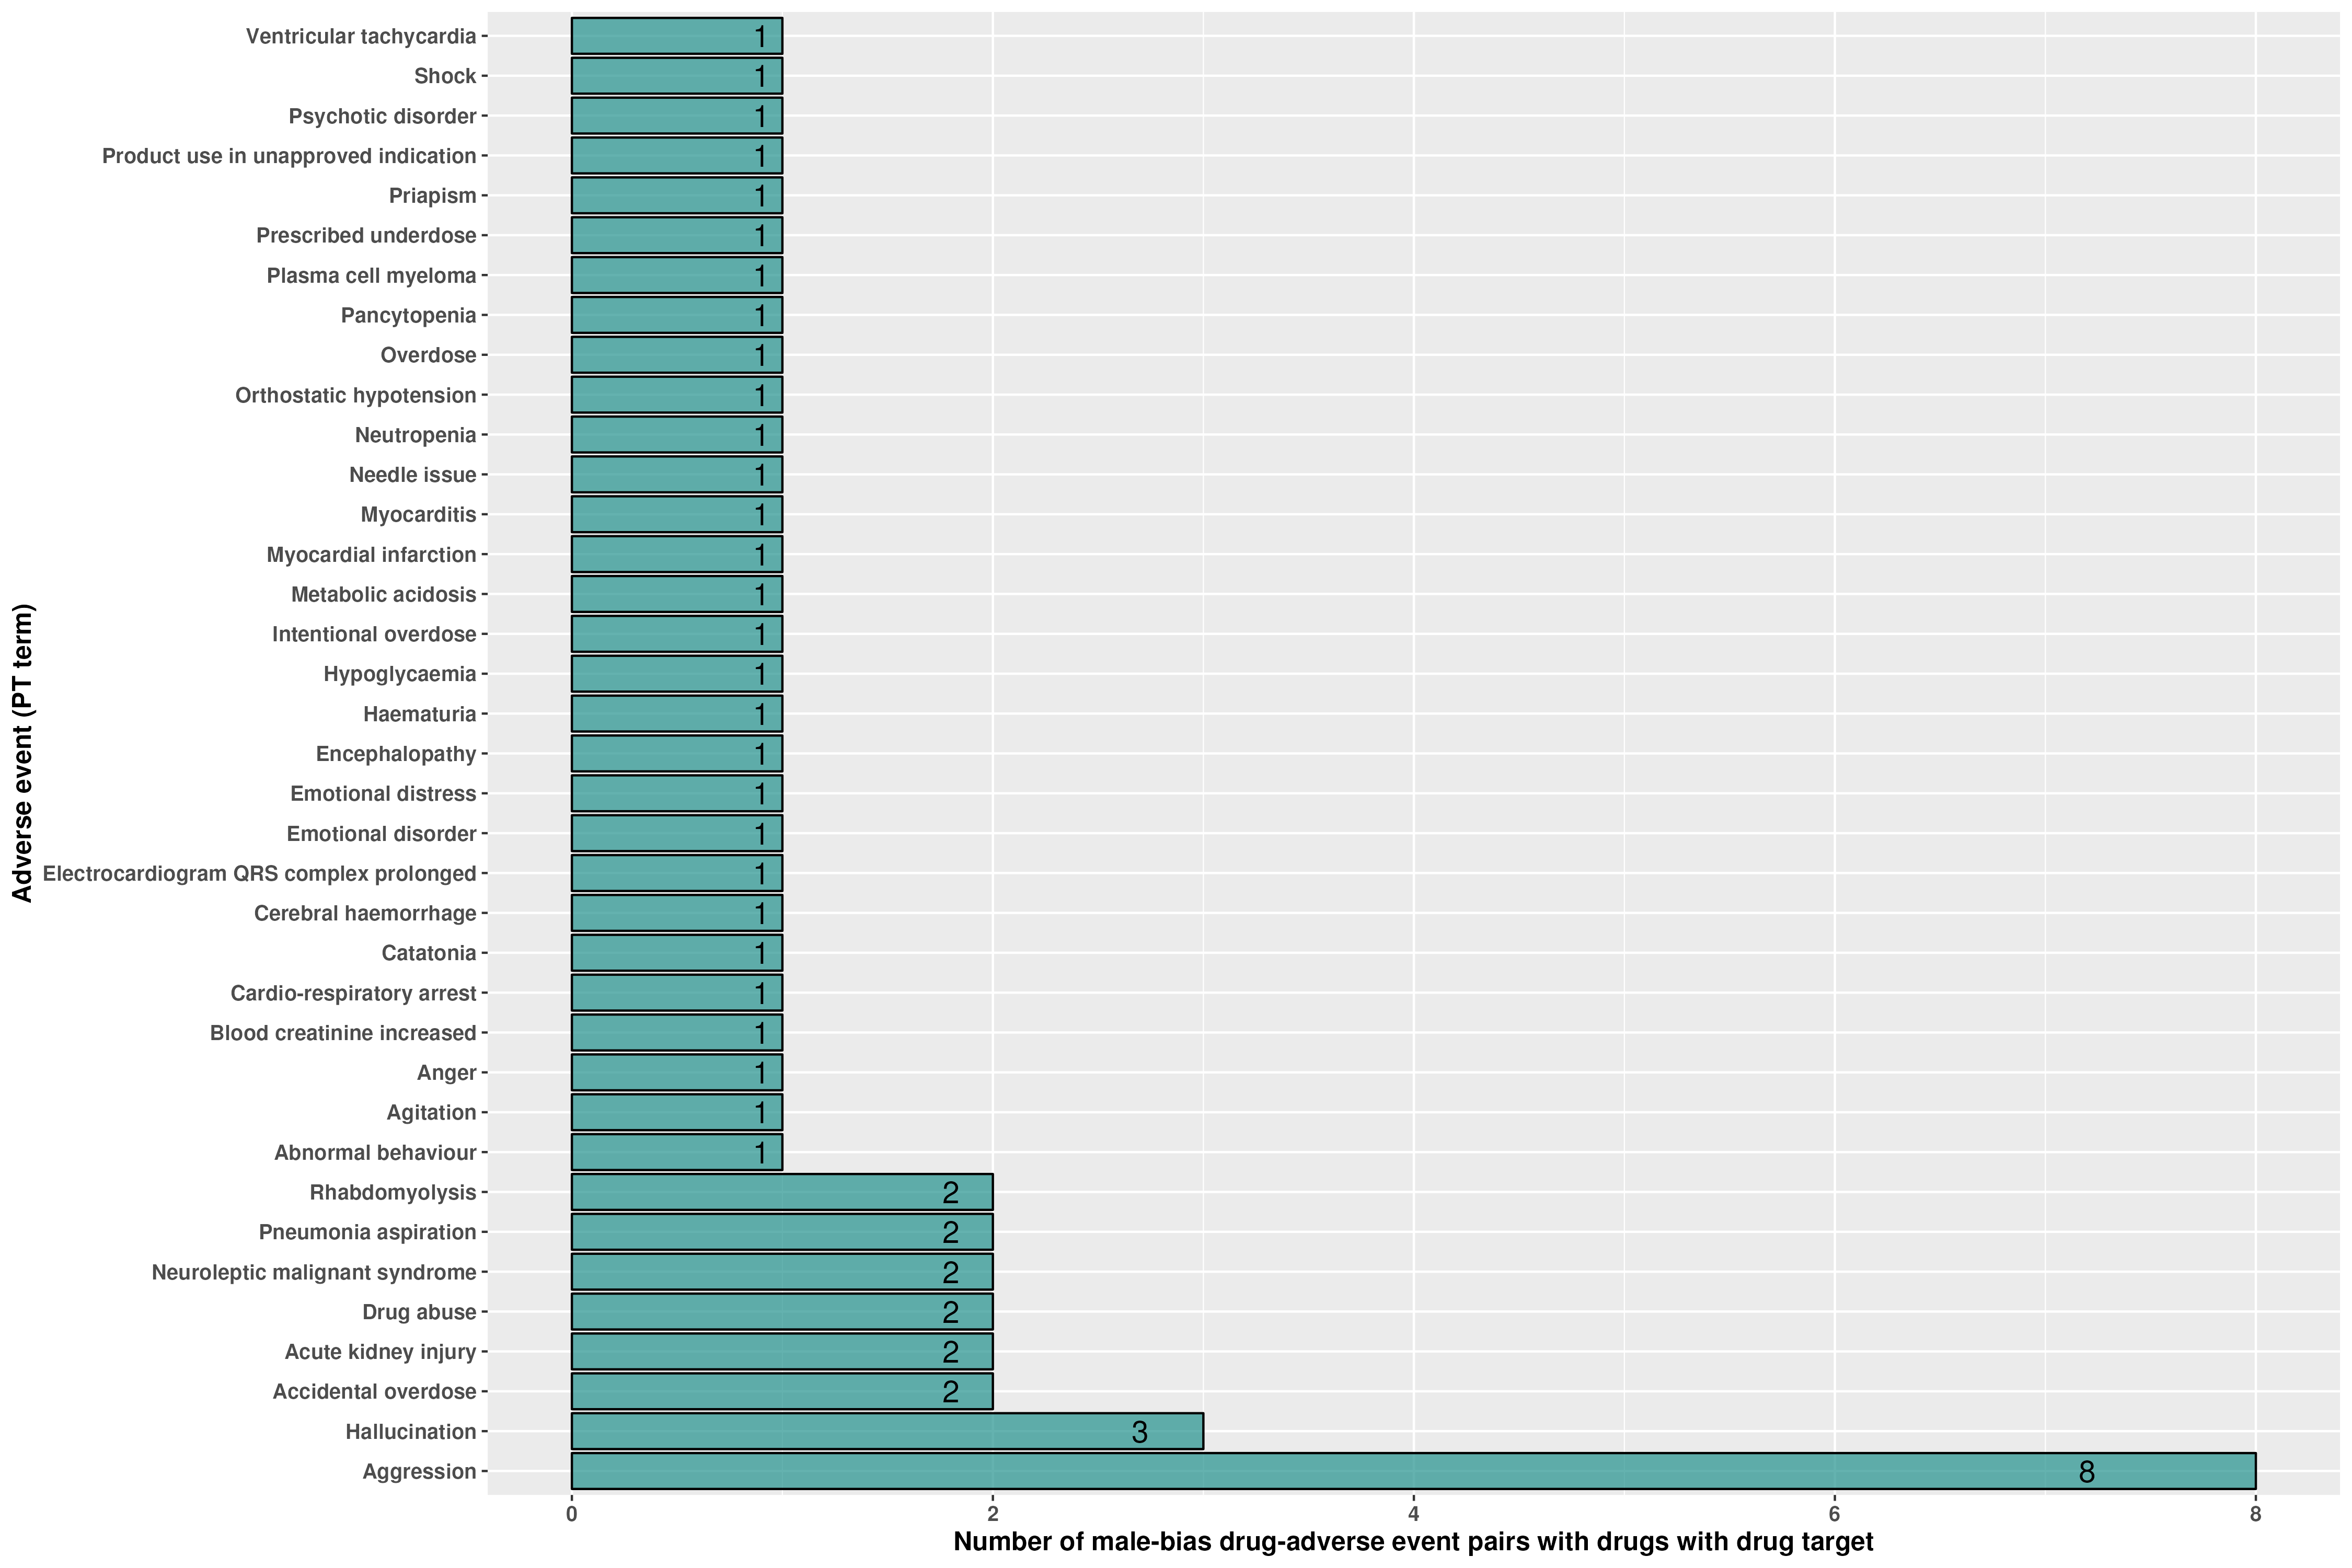 Adverse event (PT term)
Ventricular tachycardia 1
Shock 1
Psychotic disorder 1
Product use in unapproved indication 1
Priapism 1
Prescribed underdose 1
Plasma cell myeloma 1
Pancytopenia 1
Overdose 1
Orthostatic hypotension 1
Neutropenia 1
Needle issue 1
Myocarditis 1
Myocardial infarction 1
Metabolic acidosis 1
Intentional overdose 1
Hypoglycaemia 1
Haematuria 1
Encephalopathy 1
Emotional distress 1
Emotional disorder 1
Electrocardiogram QRS complex prolonged 1
Cerebral haemorrhage 1
Catatonia 1
Cardio-respiratory arrest 1
Blood creatinine increased 1
Anger 1
Agitation 1
Abnormal behaviour 1
Rhabdomyolysis 2
Pneumonia aspiration 2
Neuroleptic malignant syndrome 2
Drug abuse 2
Acute kidney injury 2
Accidental overdose 2
Hallucination 3
Aggression 8
0 2 4 6 8
Number of male-bias drug-adverse event pairs with drugs with drug target